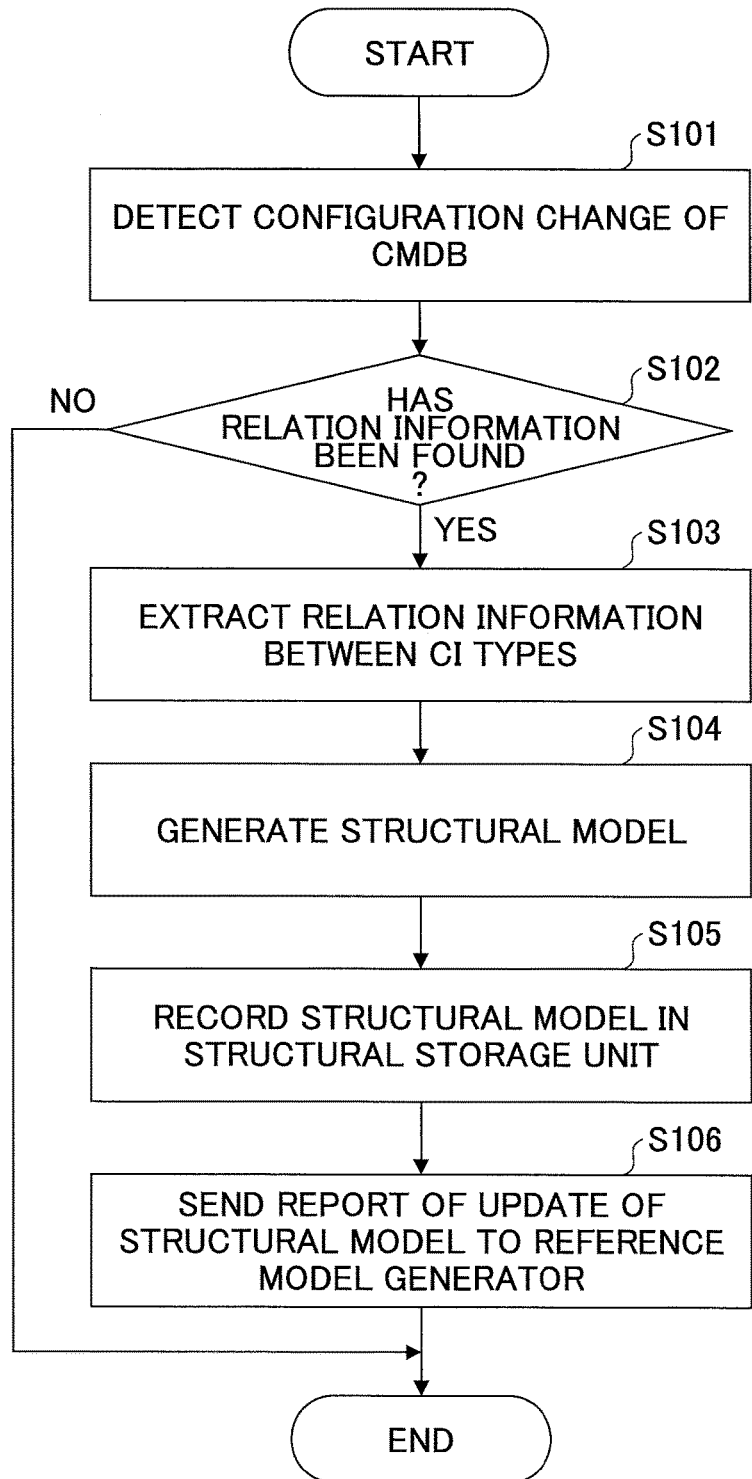 START
S101
DETECT CONFIGURATION CHANGE OF
CMDB
S102
NO
HAS
RELATION INFORMATION
BEEN FOUND
?
YES
S103
EXTRACT RELATION INFORMATION
BETWEEN CI TYPES
S104
GENERATE STRUCTURAL MODEL
S105
RECORD STRUCTURAL MODEL IN
STRUCTURAL STORAGE UNIT
S106
SEND REPORT OF UPDATE OF
STRUCTURAL MODEL TO REFERENCE
MODEL GENERATOR
END